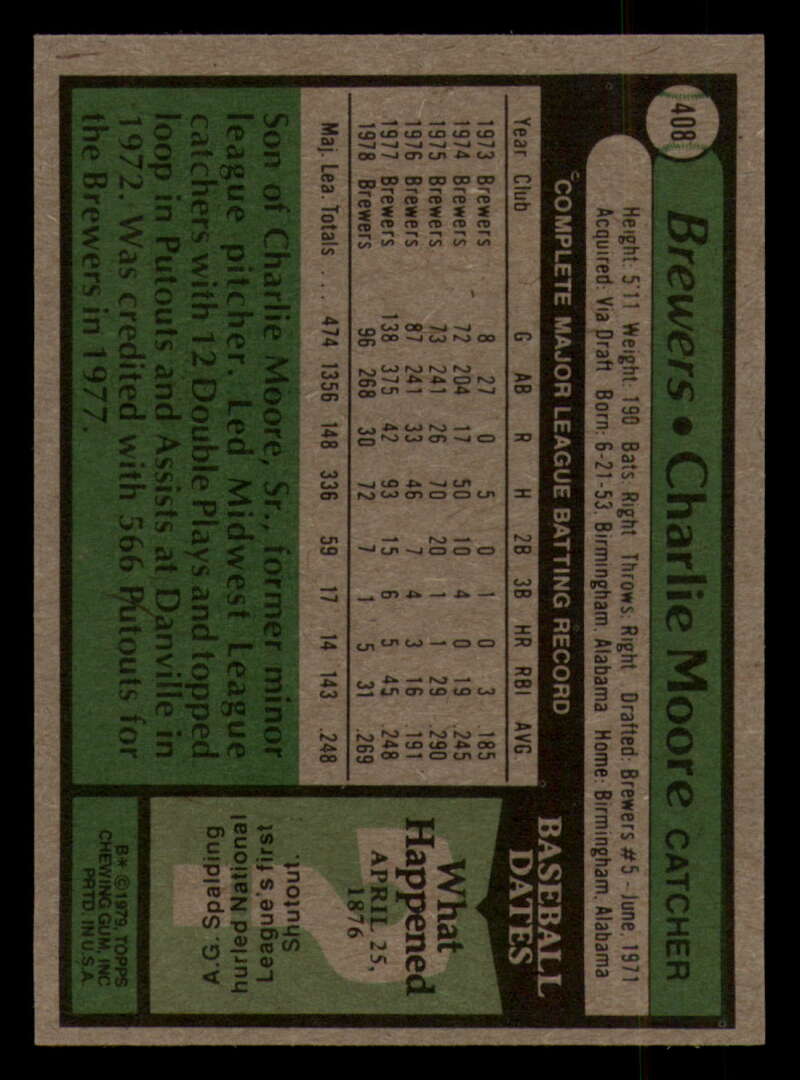 408
Brewers • Charlie Moore CATCHER
Height: 5'11 Weight: 190 Bats: Right Throws: Right Drafted: Brewers #5 - June, 1971
Acquired: Via Draft Born: 6-21-53, Birmingham, Alabama Home: Birmingham, Alabama
COMPLETE MAJOR LEAGUE BATTING RECORD
Year Club G AB R H 2B 3B HR RBI AVG
1973 Brewers 8 27 0 5 0 1 0 3 .185
1974 Brewers 72 204 17 50 10 4 0 19 .245
1975 Brewers 73 241 26 70 20 1 1 29 .290
1976 Brewers 87 241 33 46 7 4 3 16 .191
1977 Brewers 138 375 42 93 15 6 5 45 .248
1978 Brewers 96 268 30 72 7 1 5 31 .269
Maj. Lea. Totals . . . 474 1356 148 336 59 17 14 143 .248
Son of Charlie Moore, Sr., former minor
league pitcher. Led Midwest League
catchers with 12 Double Plays and topped
loop in Putouts and Assists at Danville in
1972. Was credited with 566 Putouts for
the Brewers in 1977.
BASEBALL
DATES
What
Happened
APRIL 25,
1876
A.G. Spalding
hurled National
League's first
Shutout.
B* © 1979, TOPPS
CHEWING GUM, INC
PRTD. IN U.S.A.